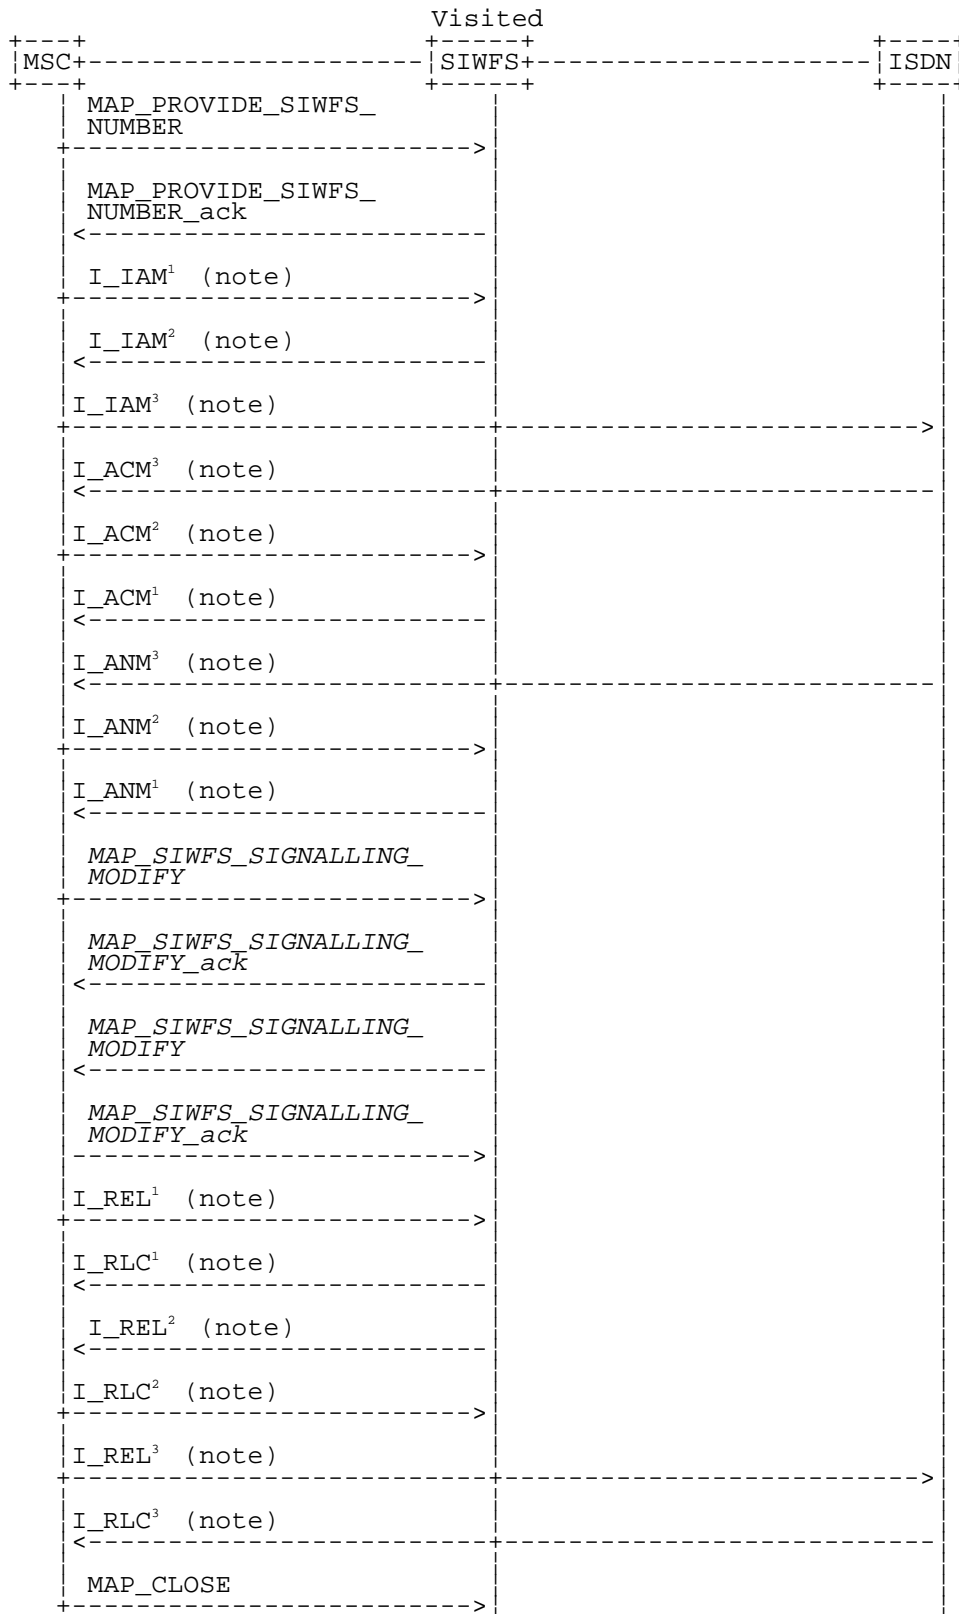 Visited
MSC SIWFS ISDN
MAP_PROVIDE_SIWFS_
NUMBER
MAP_PROVIDE_SIWFS_
NUMBER_ack
I_IAM¹ (note)
I_IAM² (note)
I_IAM³ (note)
I_ACM³ (note)
I_ACM² (note)
I_ACM¹ (note)
I_ANM³ (note)
I_ANM² (note)
I_ANM¹ (note)
MAP_SIWFS_SIGNALLING_
MODIFY
MAP_SIWFS_SIGNALLING_
MODIFY_ack
MAP_SIWFS_SIGNALLING_
MODIFY
MAP_SIWFS_SIGNALLING_
MODIFY_ack
I_REL¹ (note)
I_RLC¹ (note)
I_REL² (note)
I_RLC² (note)
I_REL³ (note)
I_RLC³ (note)
MAP_CLOSE